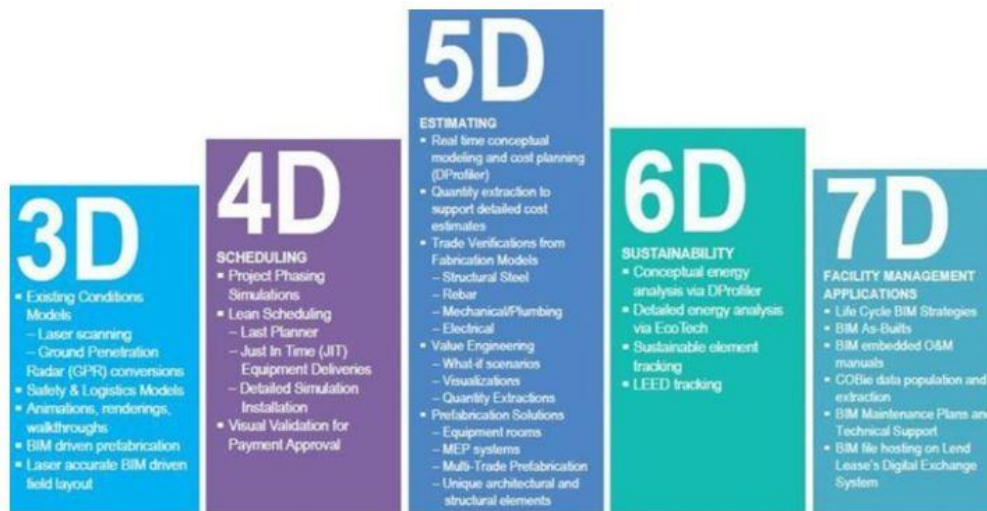 3D
▪ Existing Conditions
Models
– Laser scanning
– Ground Penetration
Radar (GPR) conversions
▪ Safety & Logistics Models
▪ Animations, renderings,
walkthroughs
▪ BIM driven prefabrication
▪ Laser accurate BIM driven
field layout
4D
SCHEDULING
▪ Project Phasing
Simulations
▪ Lean Scheduling
– Last Planner
– Just In Time (JIT)
Equipment Deliveries
– Detailed Simulation
Installation
▪ Visual Validation for
Payment Approval
5D
ESTIMATING
▪ Real time conceptual
modeling and cost planning
(DProfiler)
▪ Quantity extraction to
support detailed cost
estimates
▪ Trade Verifications from
Fabrication Models
– Structural Steel
– Rebar
– Mechanical/Plumbing
– Electrical
▪ Value Engineering
– What-if scenarios
– Visualizations
– Quantity Extractions
▪ Prefabrication Solutions
– Equipment rooms
– MEP systems
– Multi-Trade Prefabrication
– Unique architectural and
structural elements
6D
SUSTAINABILITY
▪ Conceptual energy
analysis via DProfiler
▪ Detailed energy analysis
via EcoTech
▪ Sustainable element
tracking
▪ LEED tracking
7D
FACILITY MANAGEMENT
APPLICATIONS
▪ Life Cycle BIM Strategies
▪ BIM As-Builts
▪ BIM embedded O&M
manuals
▪ COBie data population and
extraction
▪ BIM Maintenance Plans and
Technical Support
▪ BIM file hosting on Lend
Lease's Digital Exchange
System